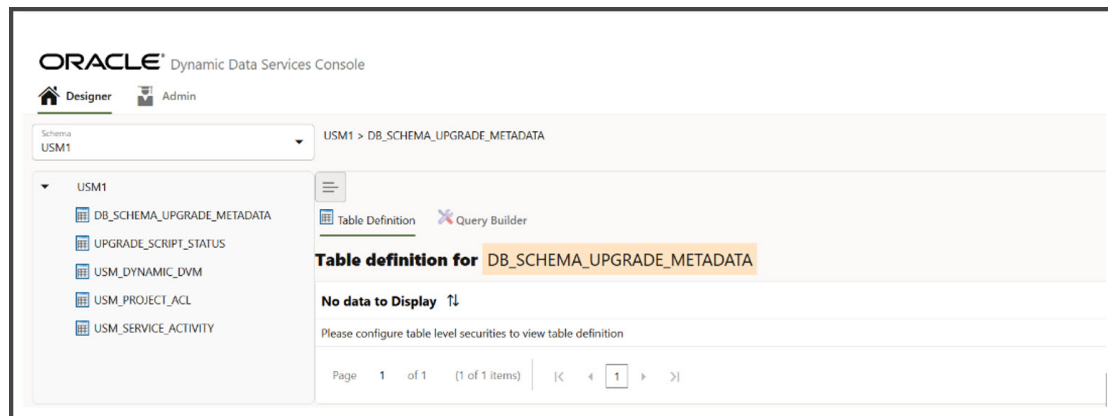 ORACLE Dynamic Data Services Console
Designer Admin
Schema
USM1
USM1 > DB_SCHEMA_UPGRADE_METADATA
USM1
DB_SCHEMA_UPGRADE_METADATA
UPGRADE_SCRIPT_STATUS
USM_DYNAMIC_DVM
USM_PROJECT_ACL
USM_SERVICE_ACTIVITY
Table Definition Query Builder
Table definition for DB_SCHEMA_UPGRADE_METADATA
No data to Display
Please configure table level securities to view table definition
Page 1 of 1 (1 of 1 items) 1